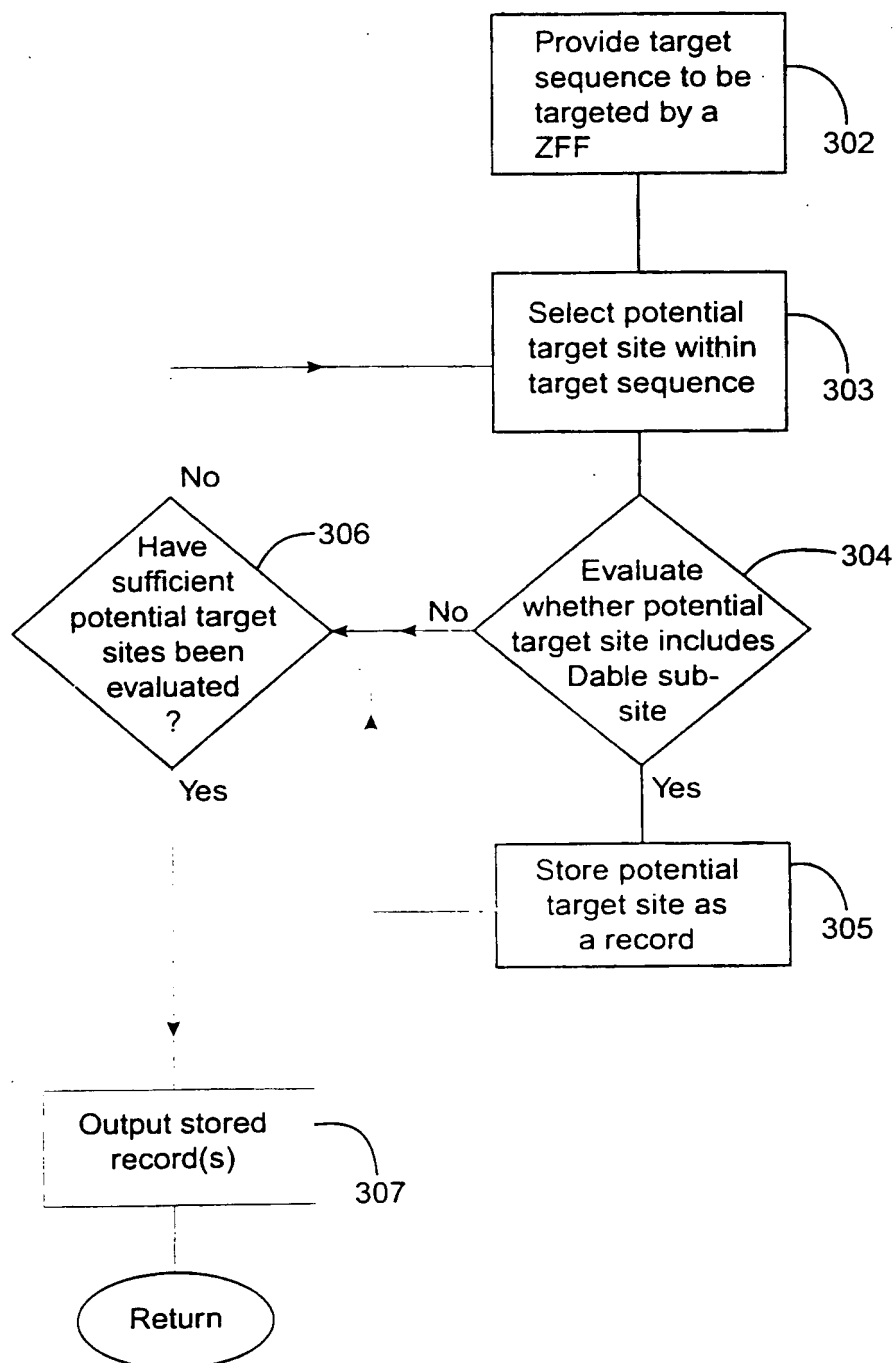 Provide target
sequence to be
targeted by a
ZFF
302
Select potential
target site within
target sequence
303
No
Have
sufficient
potential target
sites been
evaluated
?
306
No
Evaluate
whether potential
target site includes
Dable sub-
site
304
Yes
Yes
Store potential
target site as
a record
305
Output stored
record(s)
307
Return